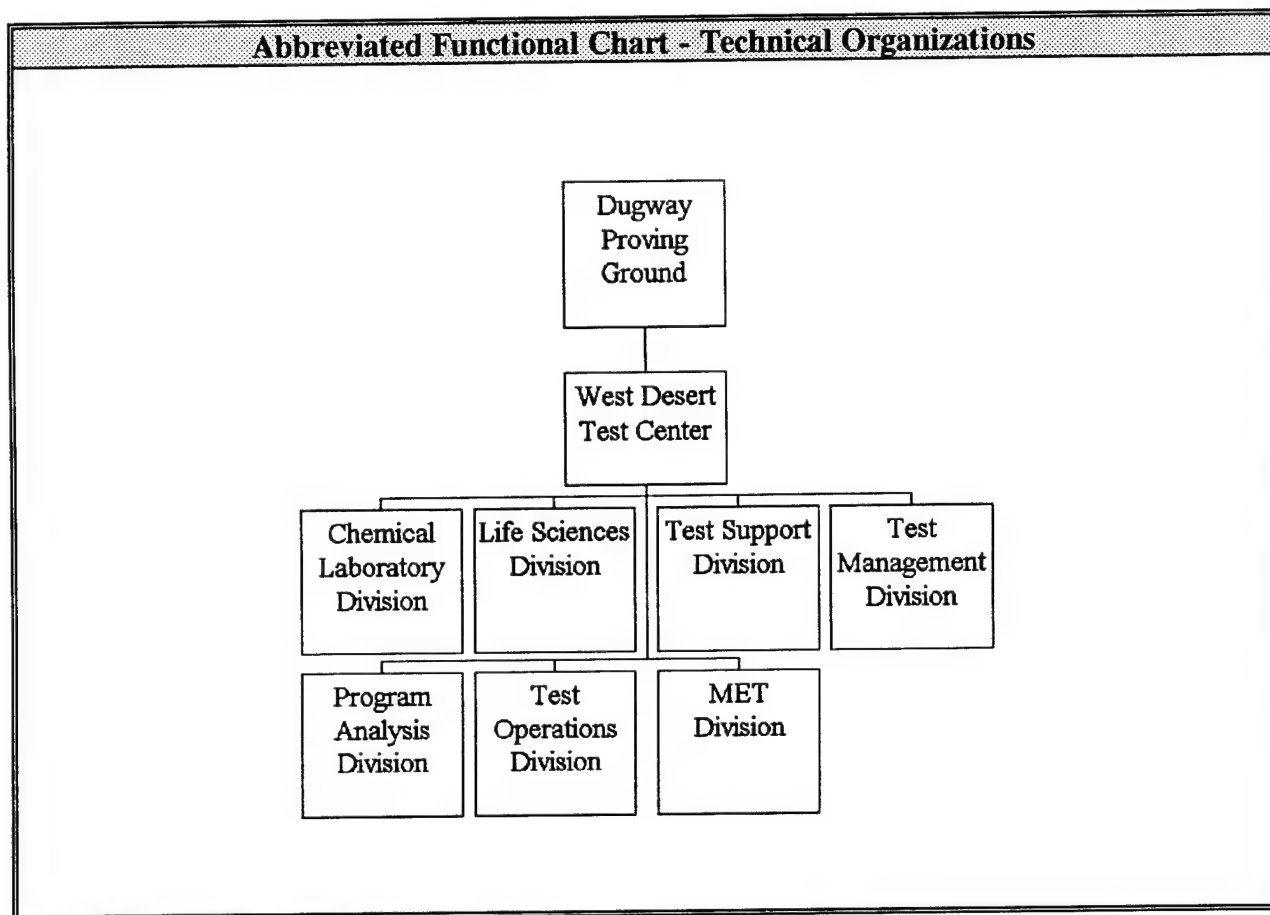 Abbreviated Functional Chart - Technical Organizations
Dugway
Proving
Ground
West Desert
Test Center
Chemical
Laboratory
Division
Life Sciences
Division
Test Support
Division
Test
Management
Division
Program
Analysis
Division
Test
Operations
Division
MET
Division